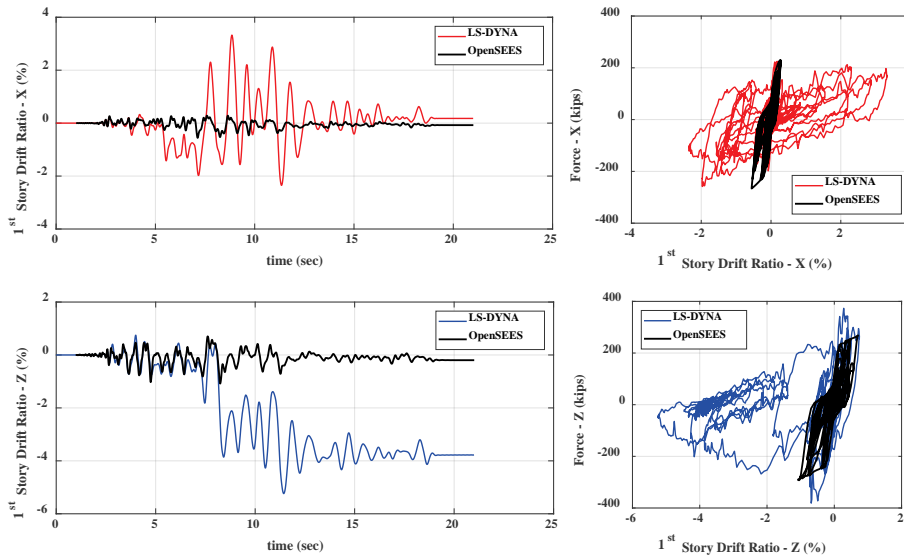 4
2
0
-2
-4
0
5
10
15
20
25
1st Story Drift Ratio - X (%)
time (sec)
LS-DYNA
OpenSEES
400
200
0
-200
-400
-4
-2
0
2
4
Force - X (kips)
1st Story Drift Ratio - X (%)
LS-DYNA
OpenSEES
2
0
-2
-4
-6
0
5
10
15
20
25
1st Story Drift Ratio - Z (%)
time (sec)
LS-DYNA
OpenSEES
400
200
0
-200
-400
-6
-4
-2
0
2
Force - Z (kips)
1st Story Drift Ratio - Z (%)
LS-DYNA
OpenSEES